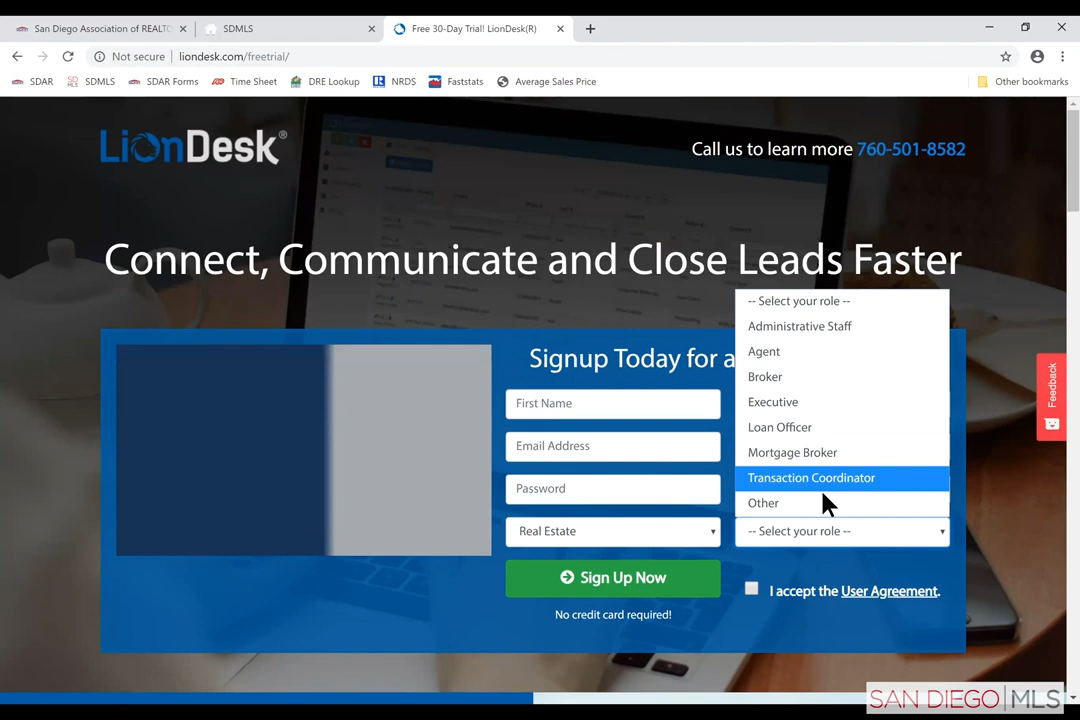 San Diego Association of REALTO
SDMLS
Free 30-Day Trial! LionDesk(R)
Not secure
liondesk.com/freetrial/
SDAR
SDMLS
SDAR Forms
Time Sheet
DRE Lookup
NRDS
Faststats
Average Sales Price
Other bookmarks
LionDesk®
Call us to learn more 760-501-8582
Connect, Communicate and Close Leads Faster
Signup Today for a
-- Select your role --
Administrative Staff
Agent
Broker
Executive
Loan Officer
Mortgage Broker
Transaction Coordinator
Other
First Name
Email Address
Password
Real Estate
-- Select your role --
Sign Up Now
I accept the User Agreement.
No credit card required!
Feedback
SAN DIEGO | MLS